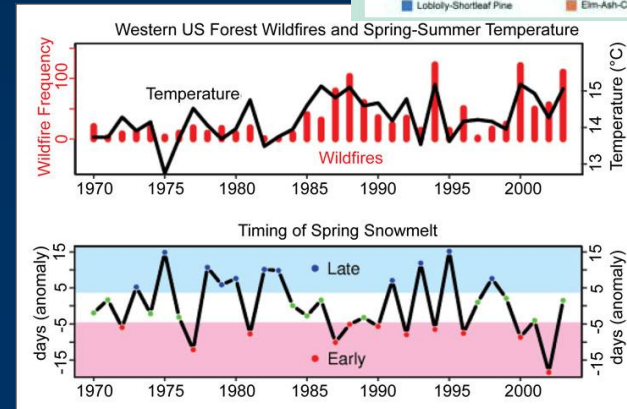 Loblolly-Shortleaf Pine Elm-Ash-C
Western US Forest Wildfires and Spring-Summer Temperature
Wildfire Frequency
100
0
Temperature
Wildfires
15
14
13
Temperature (°C)
1970 1975 1980 1985 1990 1995 2000
Timing of Spring Snowmelt
days (anomaly)
15
5
-5
-15
Late
Early
15
5
-5
-15
days (anomaly)
1970 1975 1980 1985 1990 1995 2000